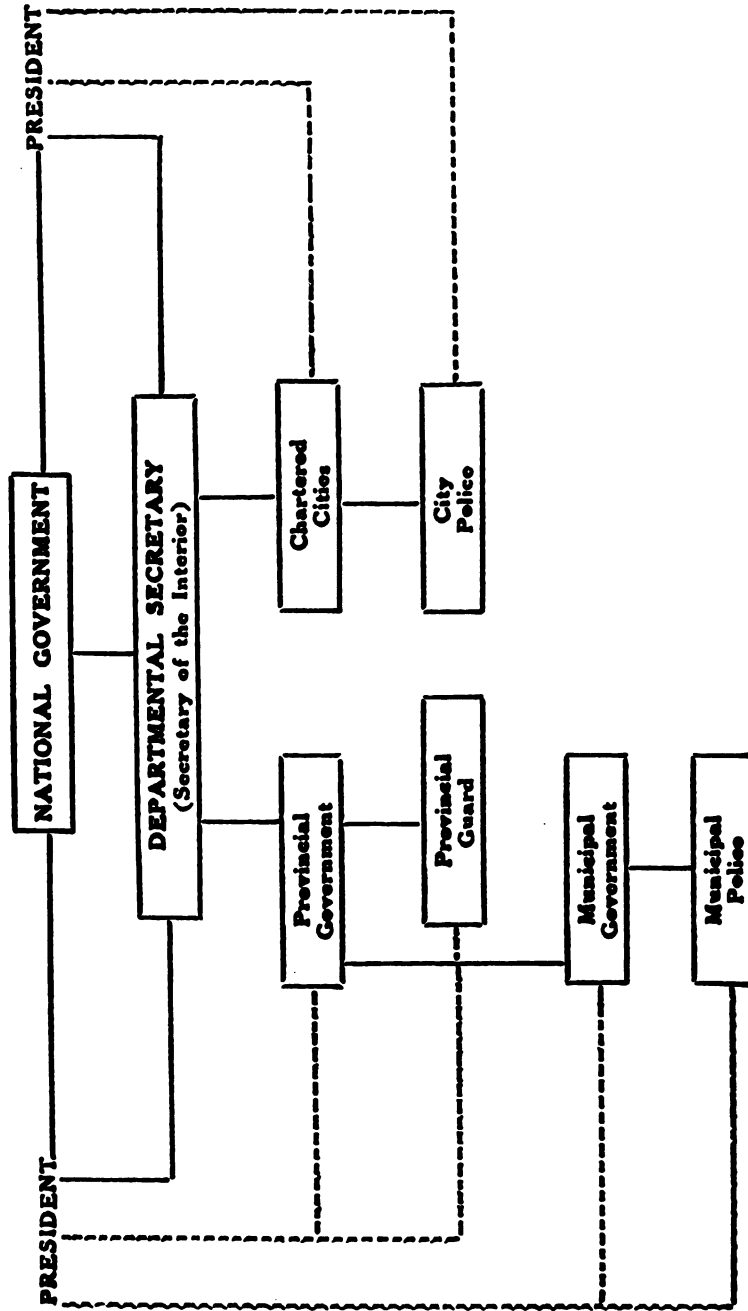 PRESIDENT
NATIONAL GOVERNMENT
PRESIDENT
DEPARTMENTAL SECRETARY
(Secretary of the Interior)
Provincial
Government
Chartered
Cities
Provincial
Guard
City
Police
Municipal
Government
Municipal
Police